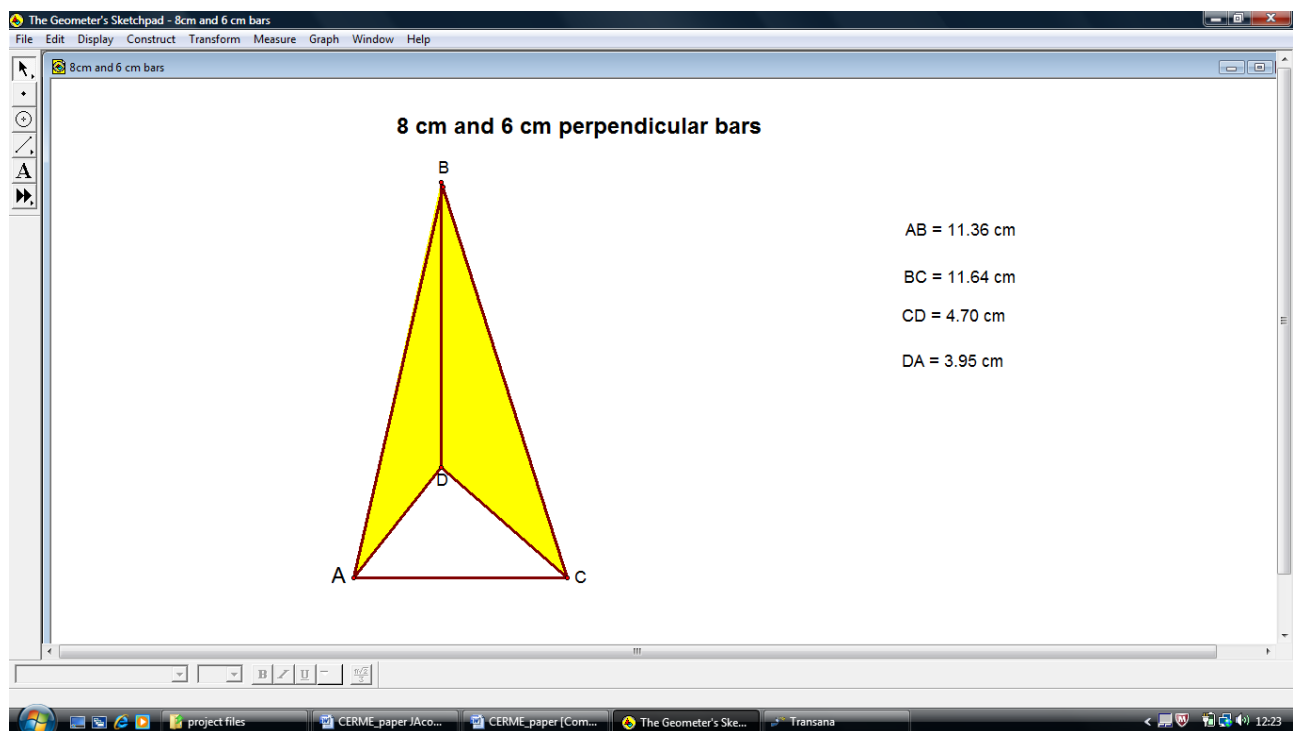 The Geometer's Sketchpad - 8cm and 6 cm bars
File Edit Display Construct Transform Measure Graph Window Help
8cm and 6 cm bars
8 cm and 6 cm perpendicular bars
B
AB = 11.36 cm
BC = 11.64 cm
CD = 4.70 cm
DA = 3.95 cm
D
A
C
A
B I U
project files
CERME_paper JAco...
CERME_paper [Com...
The Geometer's Ske...
Transana
12:23